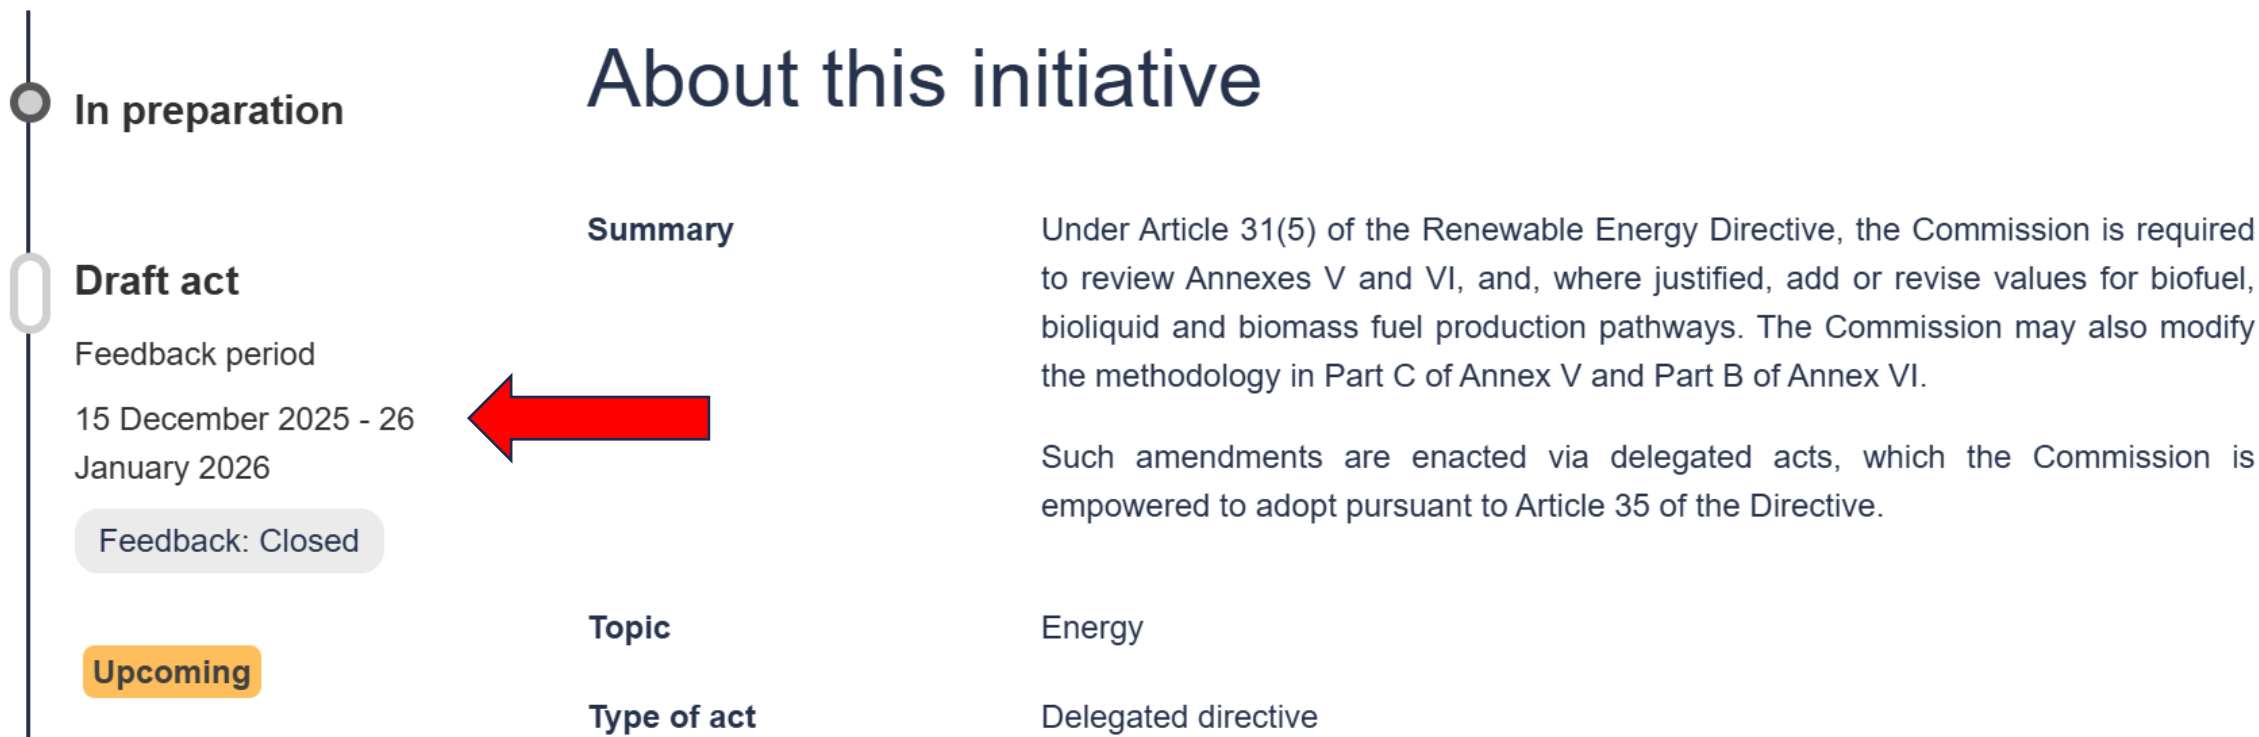 In preparation
Draft act
Feedback period
15 December 2025 - 26
January 2026
Feedback: Closed
Upcoming
About this initiative
Summary
Under Article 31(5) of the Renewable Energy Directive, the Commission is required
to review Annexes V and VI, and, where justified, add or revise values for biofuel,
bioliquid and biomass fuel production pathways. The Commission may also modify
the methodology in Part C of Annex V and Part B of Annex VI.
Such amendments are enacted via delegated acts, which the Commission is
empowered to adopt pursuant to Article 35 of the Directive.
Topic
Energy
Type of act
Delegated directive